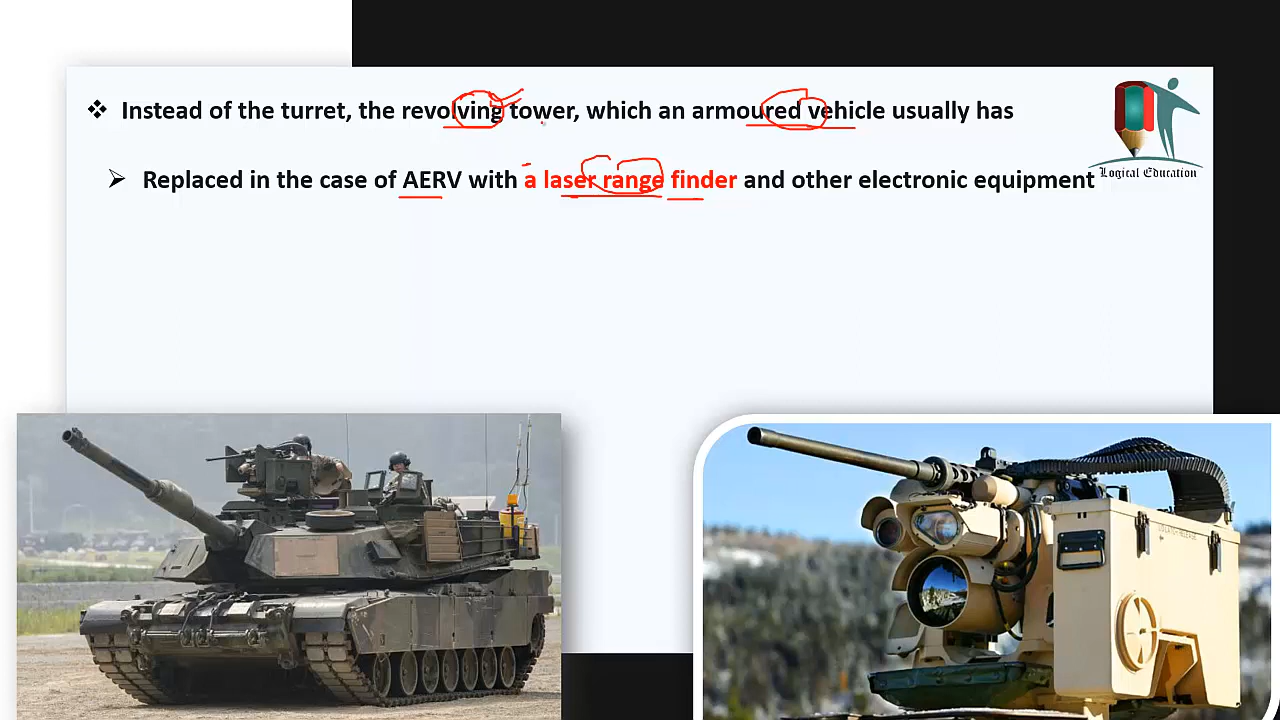 Instead of the turret, the revolving tower, which an armoured vehicle usually has
Replaced in the case of AERV with a laser range finder and other electronic equipment
Logical Education